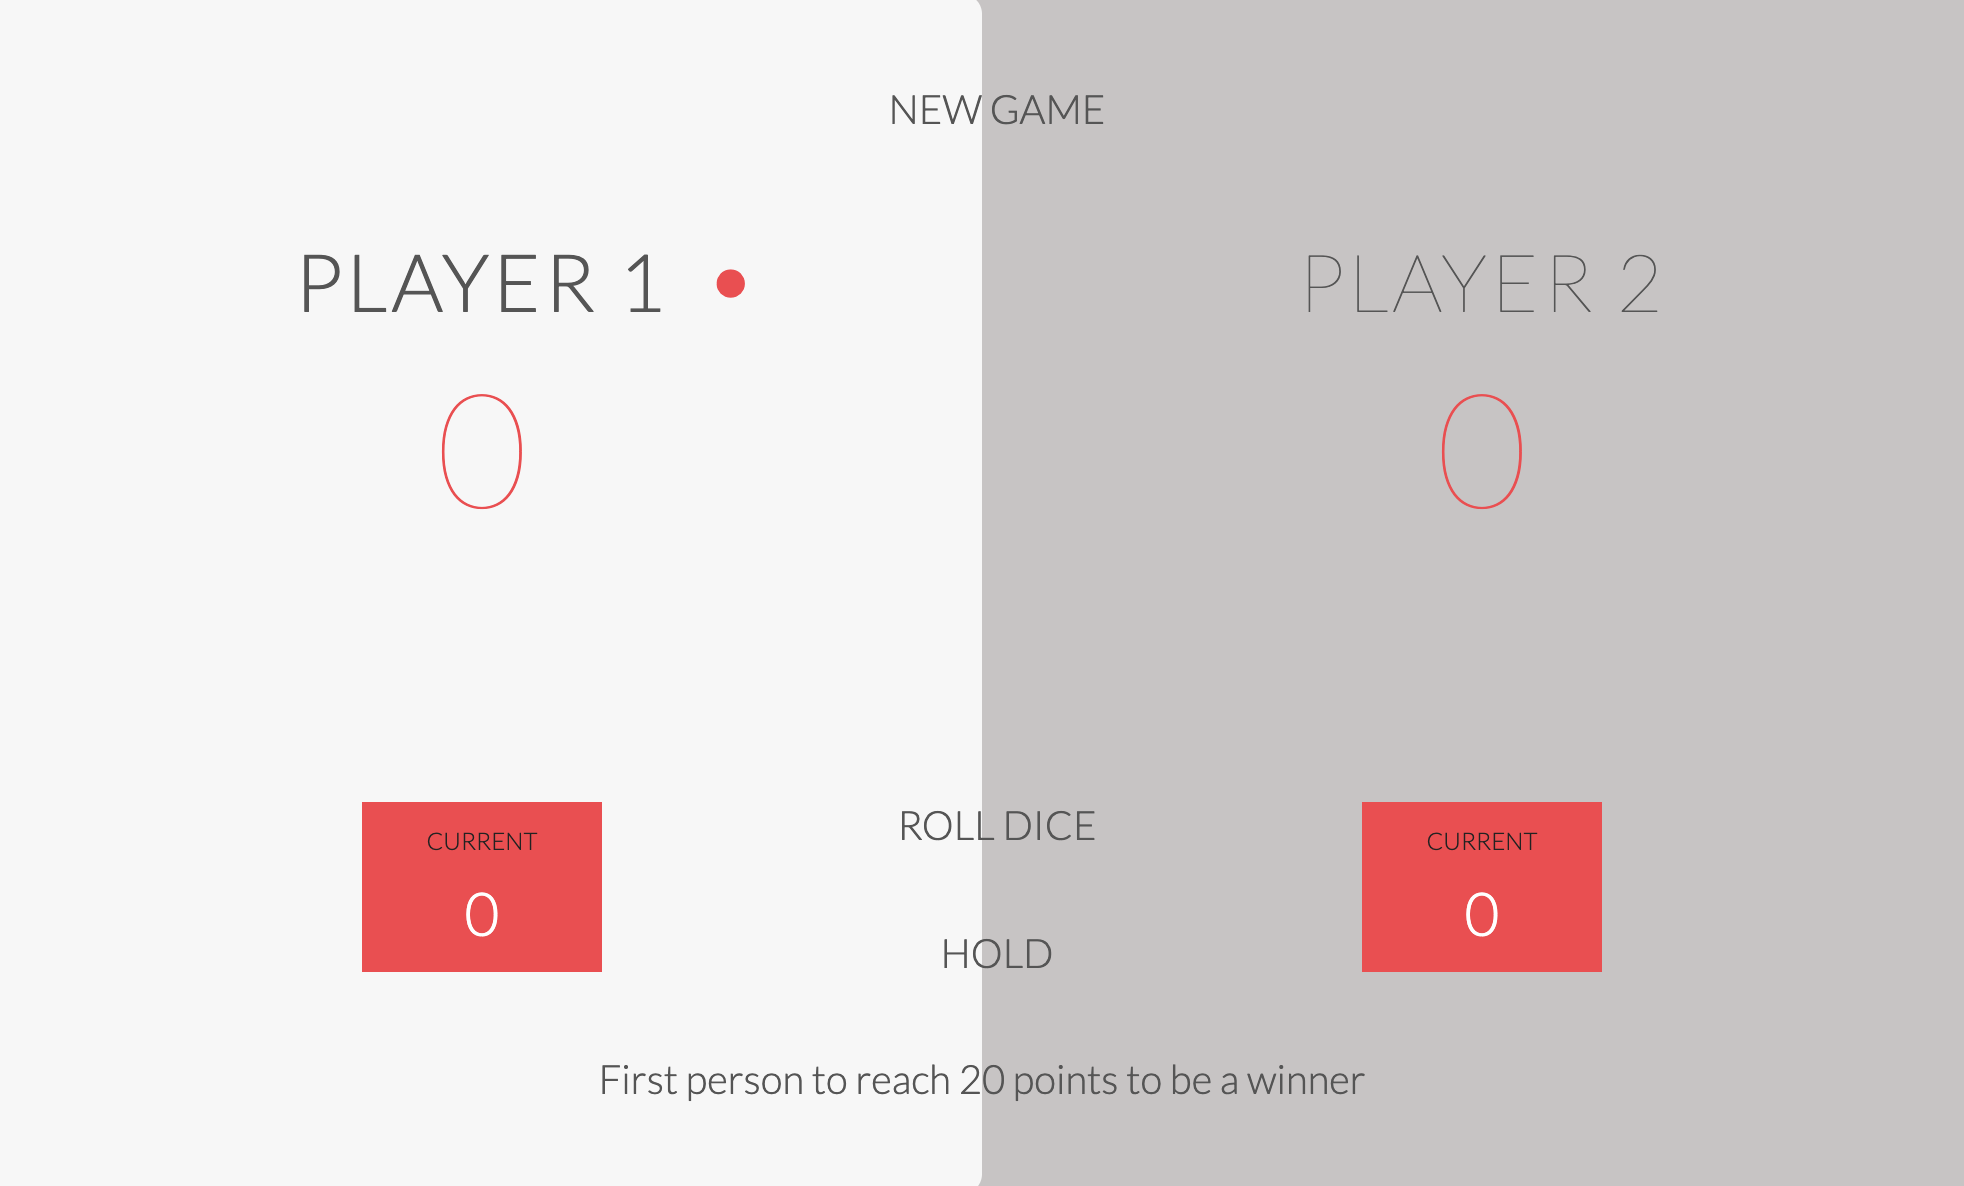 NEW GAME
PLAYER 1
PLAYER 2
0
0
CURRENT
0
ROLL DICE
CURRENT
0
HOLD
First person to reach 20 points to be a winner